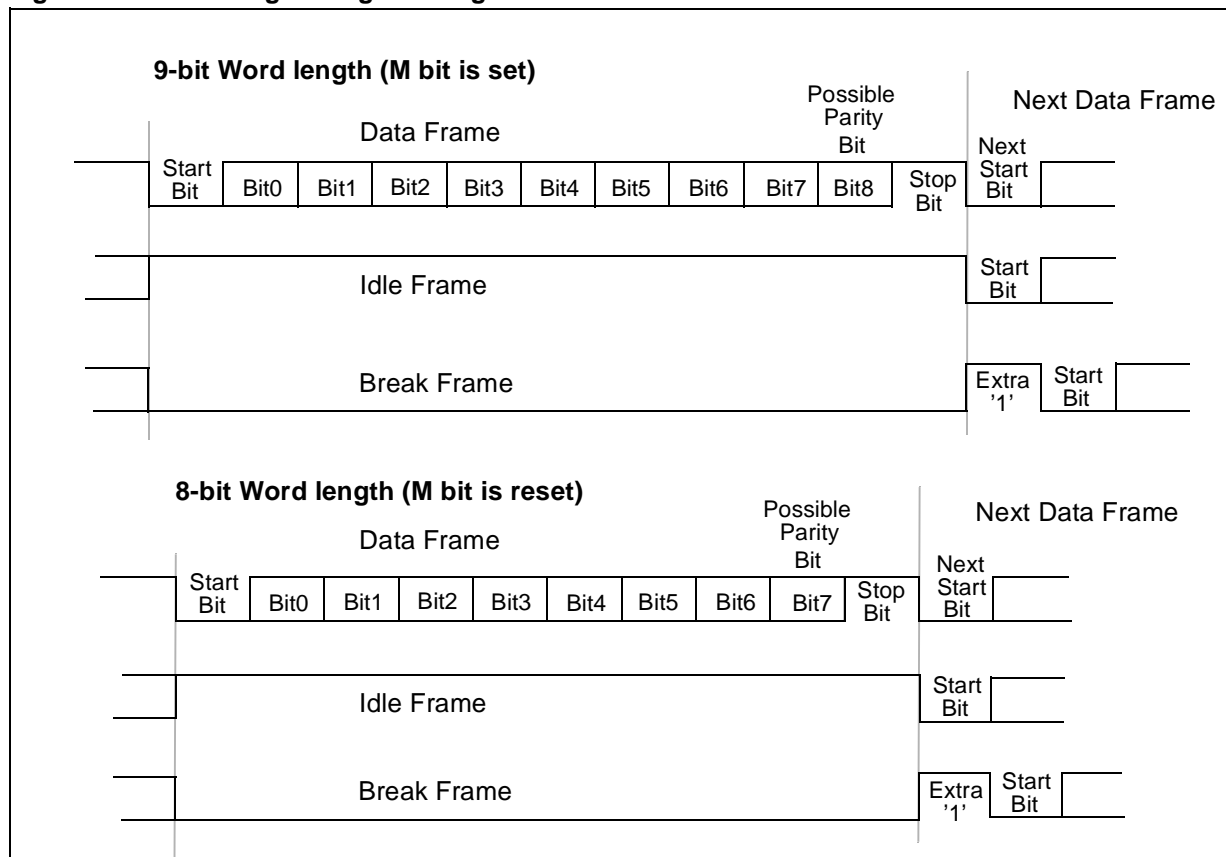 9-bit Word length (M bit is set)
Possible
Parity
Bit
Next Data Frame
Data Frame
Next
Start
Bit
Start
Bit
Bit0
Bit1
Bit2
Bit3
Bit4
Bit5
Bit6
Bit7
Bit8
Stop
Bit
Idle Frame
Start
Bit
Break Frame
Extra
'1'
Start
Bit
8-bit Word length (M bit is reset)
Possible
Parity
Bit
Next Data Frame
Data Frame
Next
Start
Bit
Start
Bit
Bit0
Bit1
Bit2
Bit3
Bit4
Bit5
Bit6
Bit7
Stop
Bit
Idle Frame
Start
Bit
Break Frame
Extra
'1'
Start
Bit